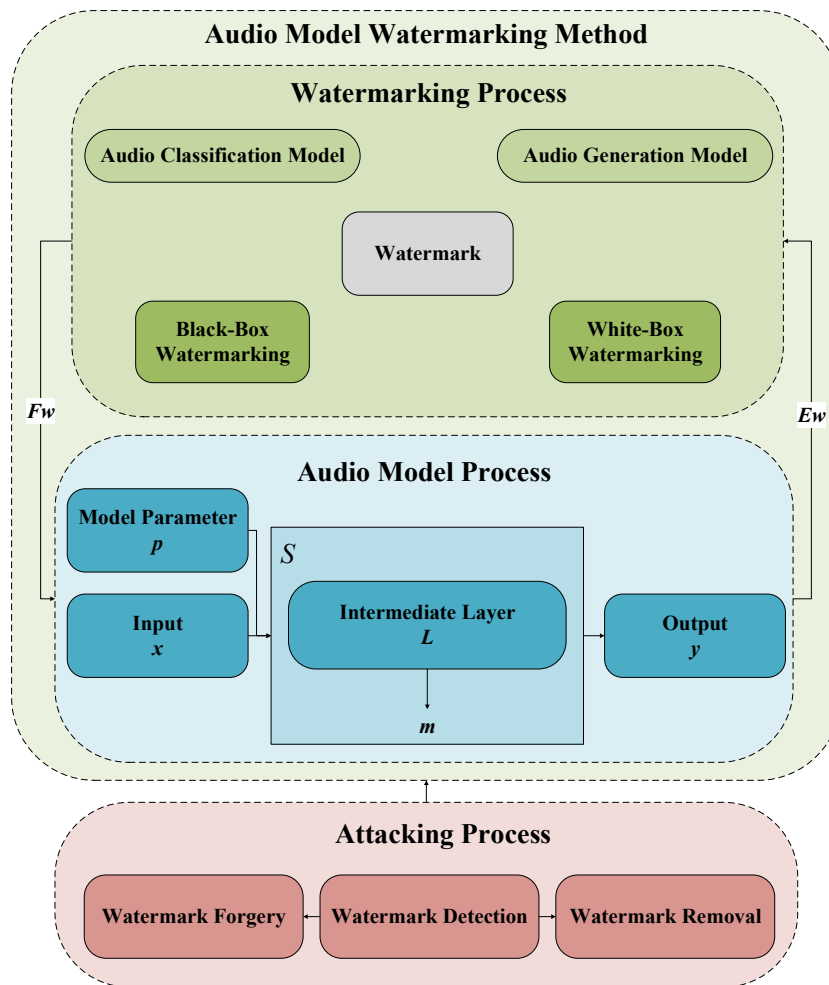 Audio Model Watermarking Method
Watermarking Process
Audio Classification Model
Audio Generation Model
Watermark
Black-Box
Watermarking
White-Box
Watermarking
Fw
Ew
Audio Model Process
Model Parameter
p
S
Input
x
Intermediate Layer
L
Output
y
m
Attacking Process
Watermark Forgery
Watermark Detection
Watermark Removal